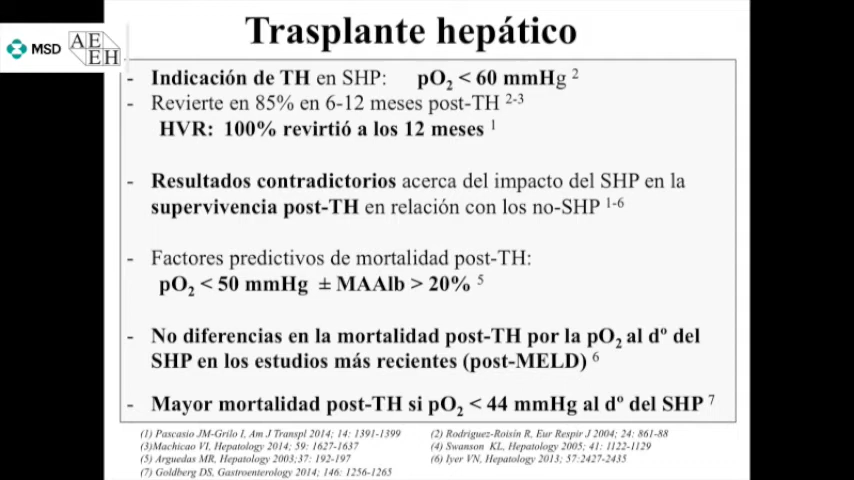 Trasplante hepático
MSD
AE
EH
- Indicación de TH en SHP: pO2 < 60 mmHg 2
- Revierte en 85% en 6-12 meses post-TH 2-3
HVR: 100% revirtió a los 12 meses 1
- Resultados contradictorios acerca del impacto del SHP en la
supervivencia post-TH en relación con los no-SHP 1-6
- Factores predictivos de mortalidad post-TH:
pO2 < 50 mmHg ± MAAlb > 20% 5
- No diferencias en la mortalidad post-TH por la pO2 al dº del
SHP en los estudios más recientes (post-MELD) 6
- Mayor mortalidad post-TH si pO2 < 44 mmHg al dº del SHP 7
(1) Pascasio JM-Grilo I, Am J Transpl 2014; 14: 1391-1399 (2) Rodriguez-Roisin R, Eur Respir J 2004; 24: 861-88
(3)Machicao VI, Hepatology 2014; 59: 1627-1637 (4) Swanson KL, Hepatology 2005; 41: 1122-1129
(5) Arguedas MR, Hepatology 2003;37: 192-197 (6) Iyer VN, Hepatology 2013; 57:2427-2435
(7) Goldberg DS, Gastroenterology 2014; 146: 1256-1265